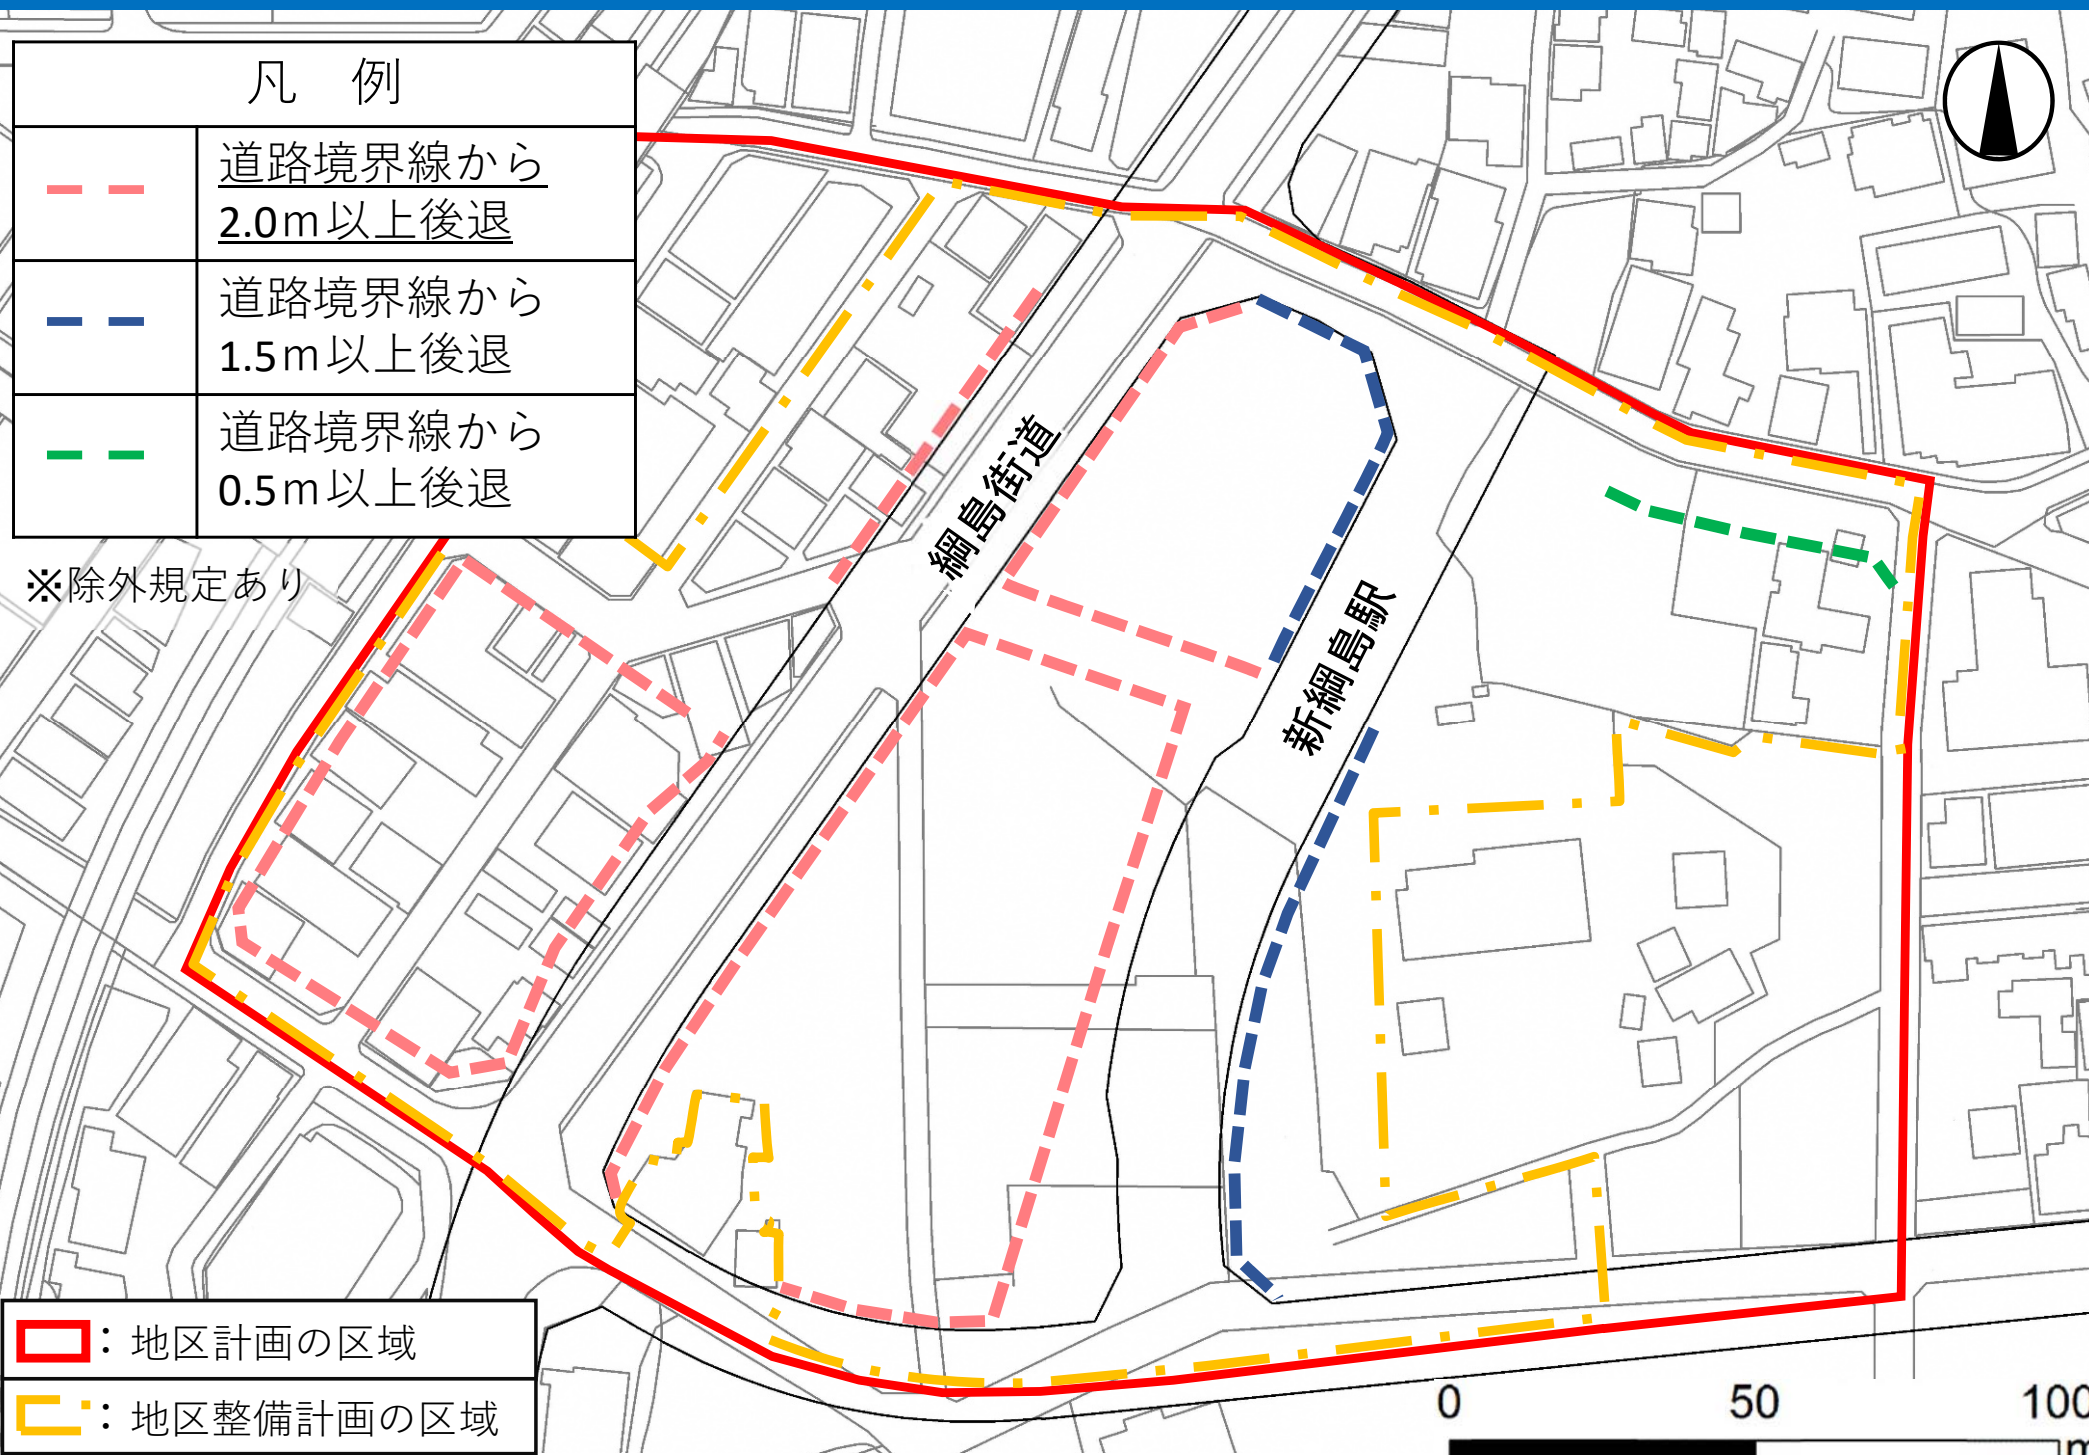 凡　例
道路境界線から
2.0ｍ以上後退
道路境界線から
1.5ｍ以上後退
道路境界線から
0.5ｍ以上後退
※除外規定あり
綱島街道
新綱島駅
：地区計画の区域
：地区整備計画の区域
0 50 100
m